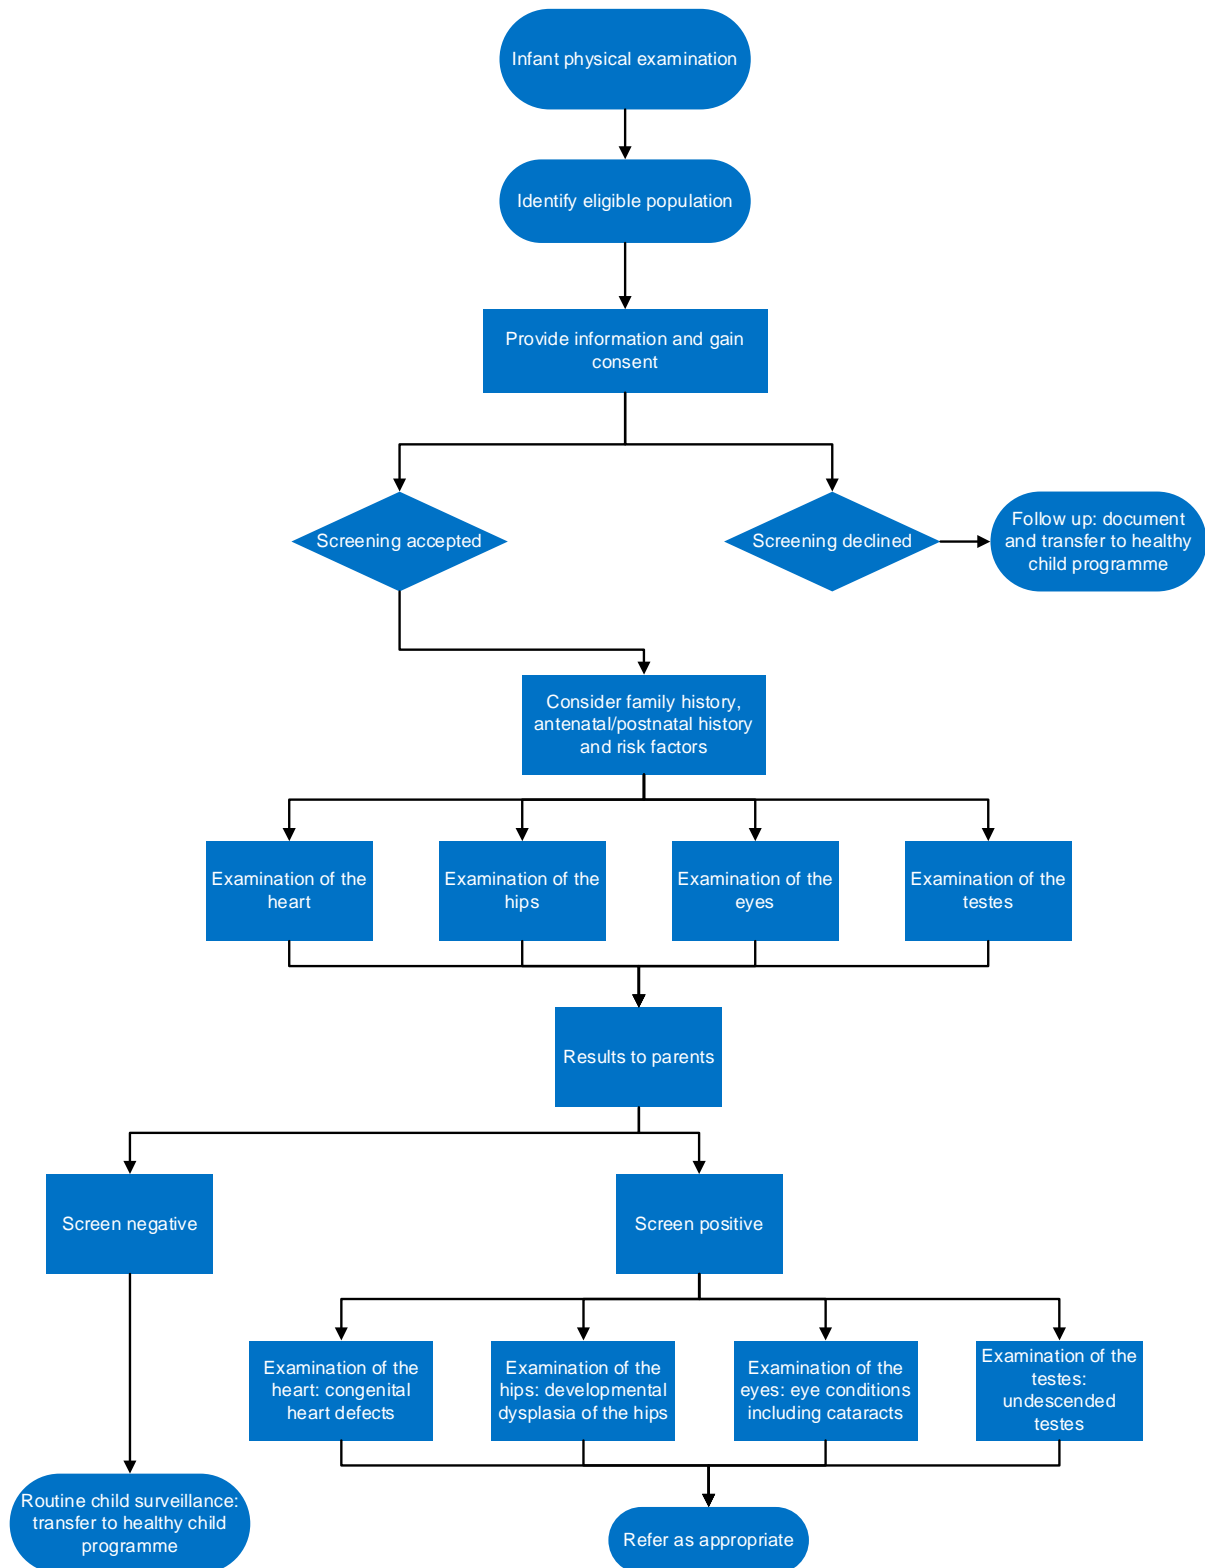 Infant physical examination
Identify eligible population
Provide information and gain
consent
Screening accepted
Screening declined
Follow up: document
and transfer to healthy
child programme
Consider family history,
antenatal/postnatal history
and risk factors
Examination of the
heart
Examination of the
hips
Examination of the
eyes
Examination of the
testes
Results to parents
Screen negative
Screen positive
Examination of the
heart: congenital
heart defects
Examination of the
hips: developmental
dysplasia of the hips
Examination of the
eyes: eye conditions
including cataracts
Examination of the
testes:
undescended
testes
Routine child surveillance:
transfer to healthy child
programme
Refer as appropriate